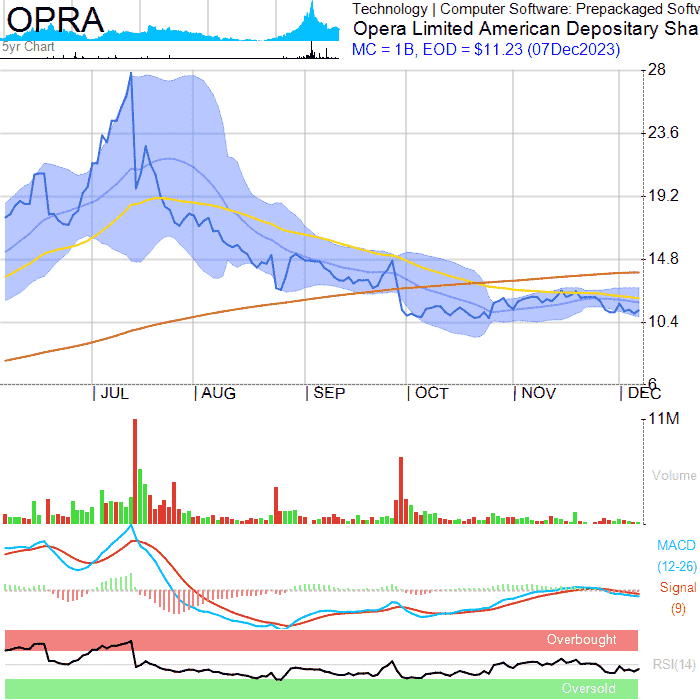 OPRA
5yr Chart
Technology | Computer Software: Prepackaged Softw
Opera Limited American Depositary Sha
MC = 1B, EOD = $11.23 (07Dec2023)
28
23.6
19.2
14.8
10.4
6
JUL AUG SEP OCT NOV DEC
11M
Volume
MACD
(12-26)
Signal
(9)
Overbought
RSI(14)
Oversold